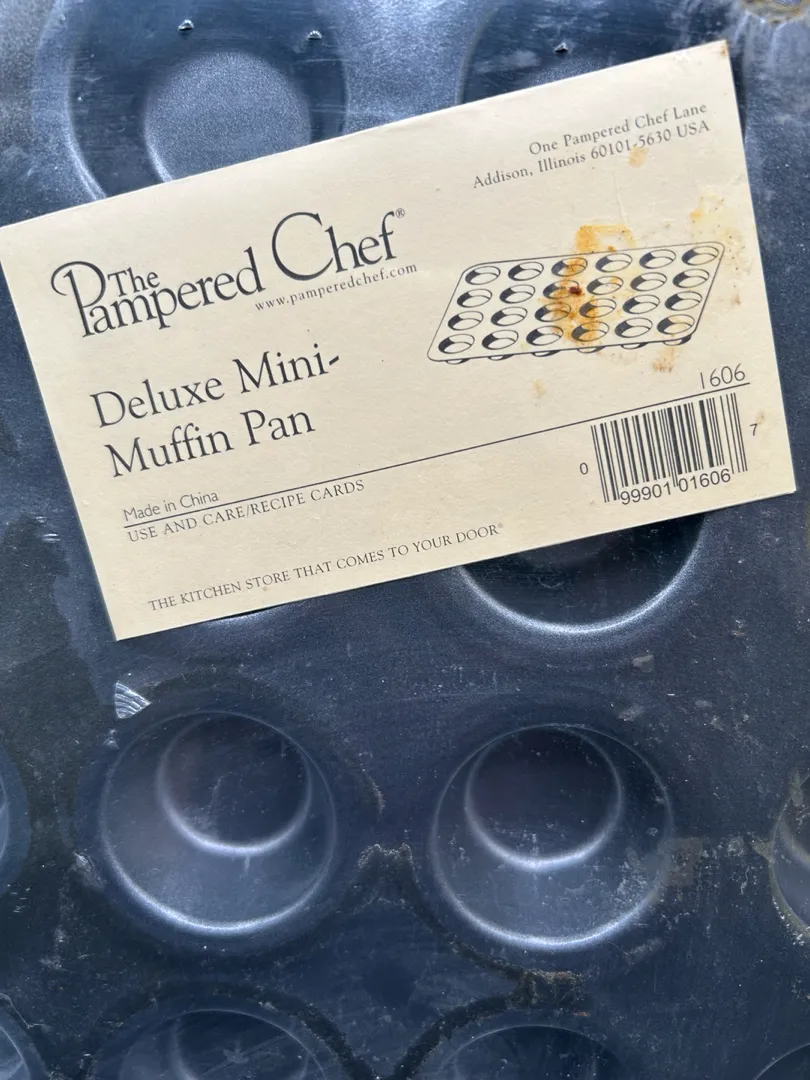 One Pampered Chef Lane
Addison, Illinois 60101-5630 USA
The
Pampered Chef®
www.pamperedchef.com
Deluxe Mini-
Muffin Pan
1606
Made in China
USE AND CARE/RECIPE CARDS
0 99901 01606 7
THE KITCHEN STORE THAT COMES TO YOUR DOOR®